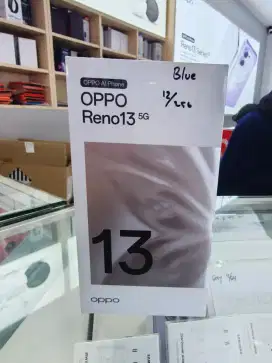 OPPO AI Phone
OPPO
Reno13 5G
Blue
12/256
13
oppo